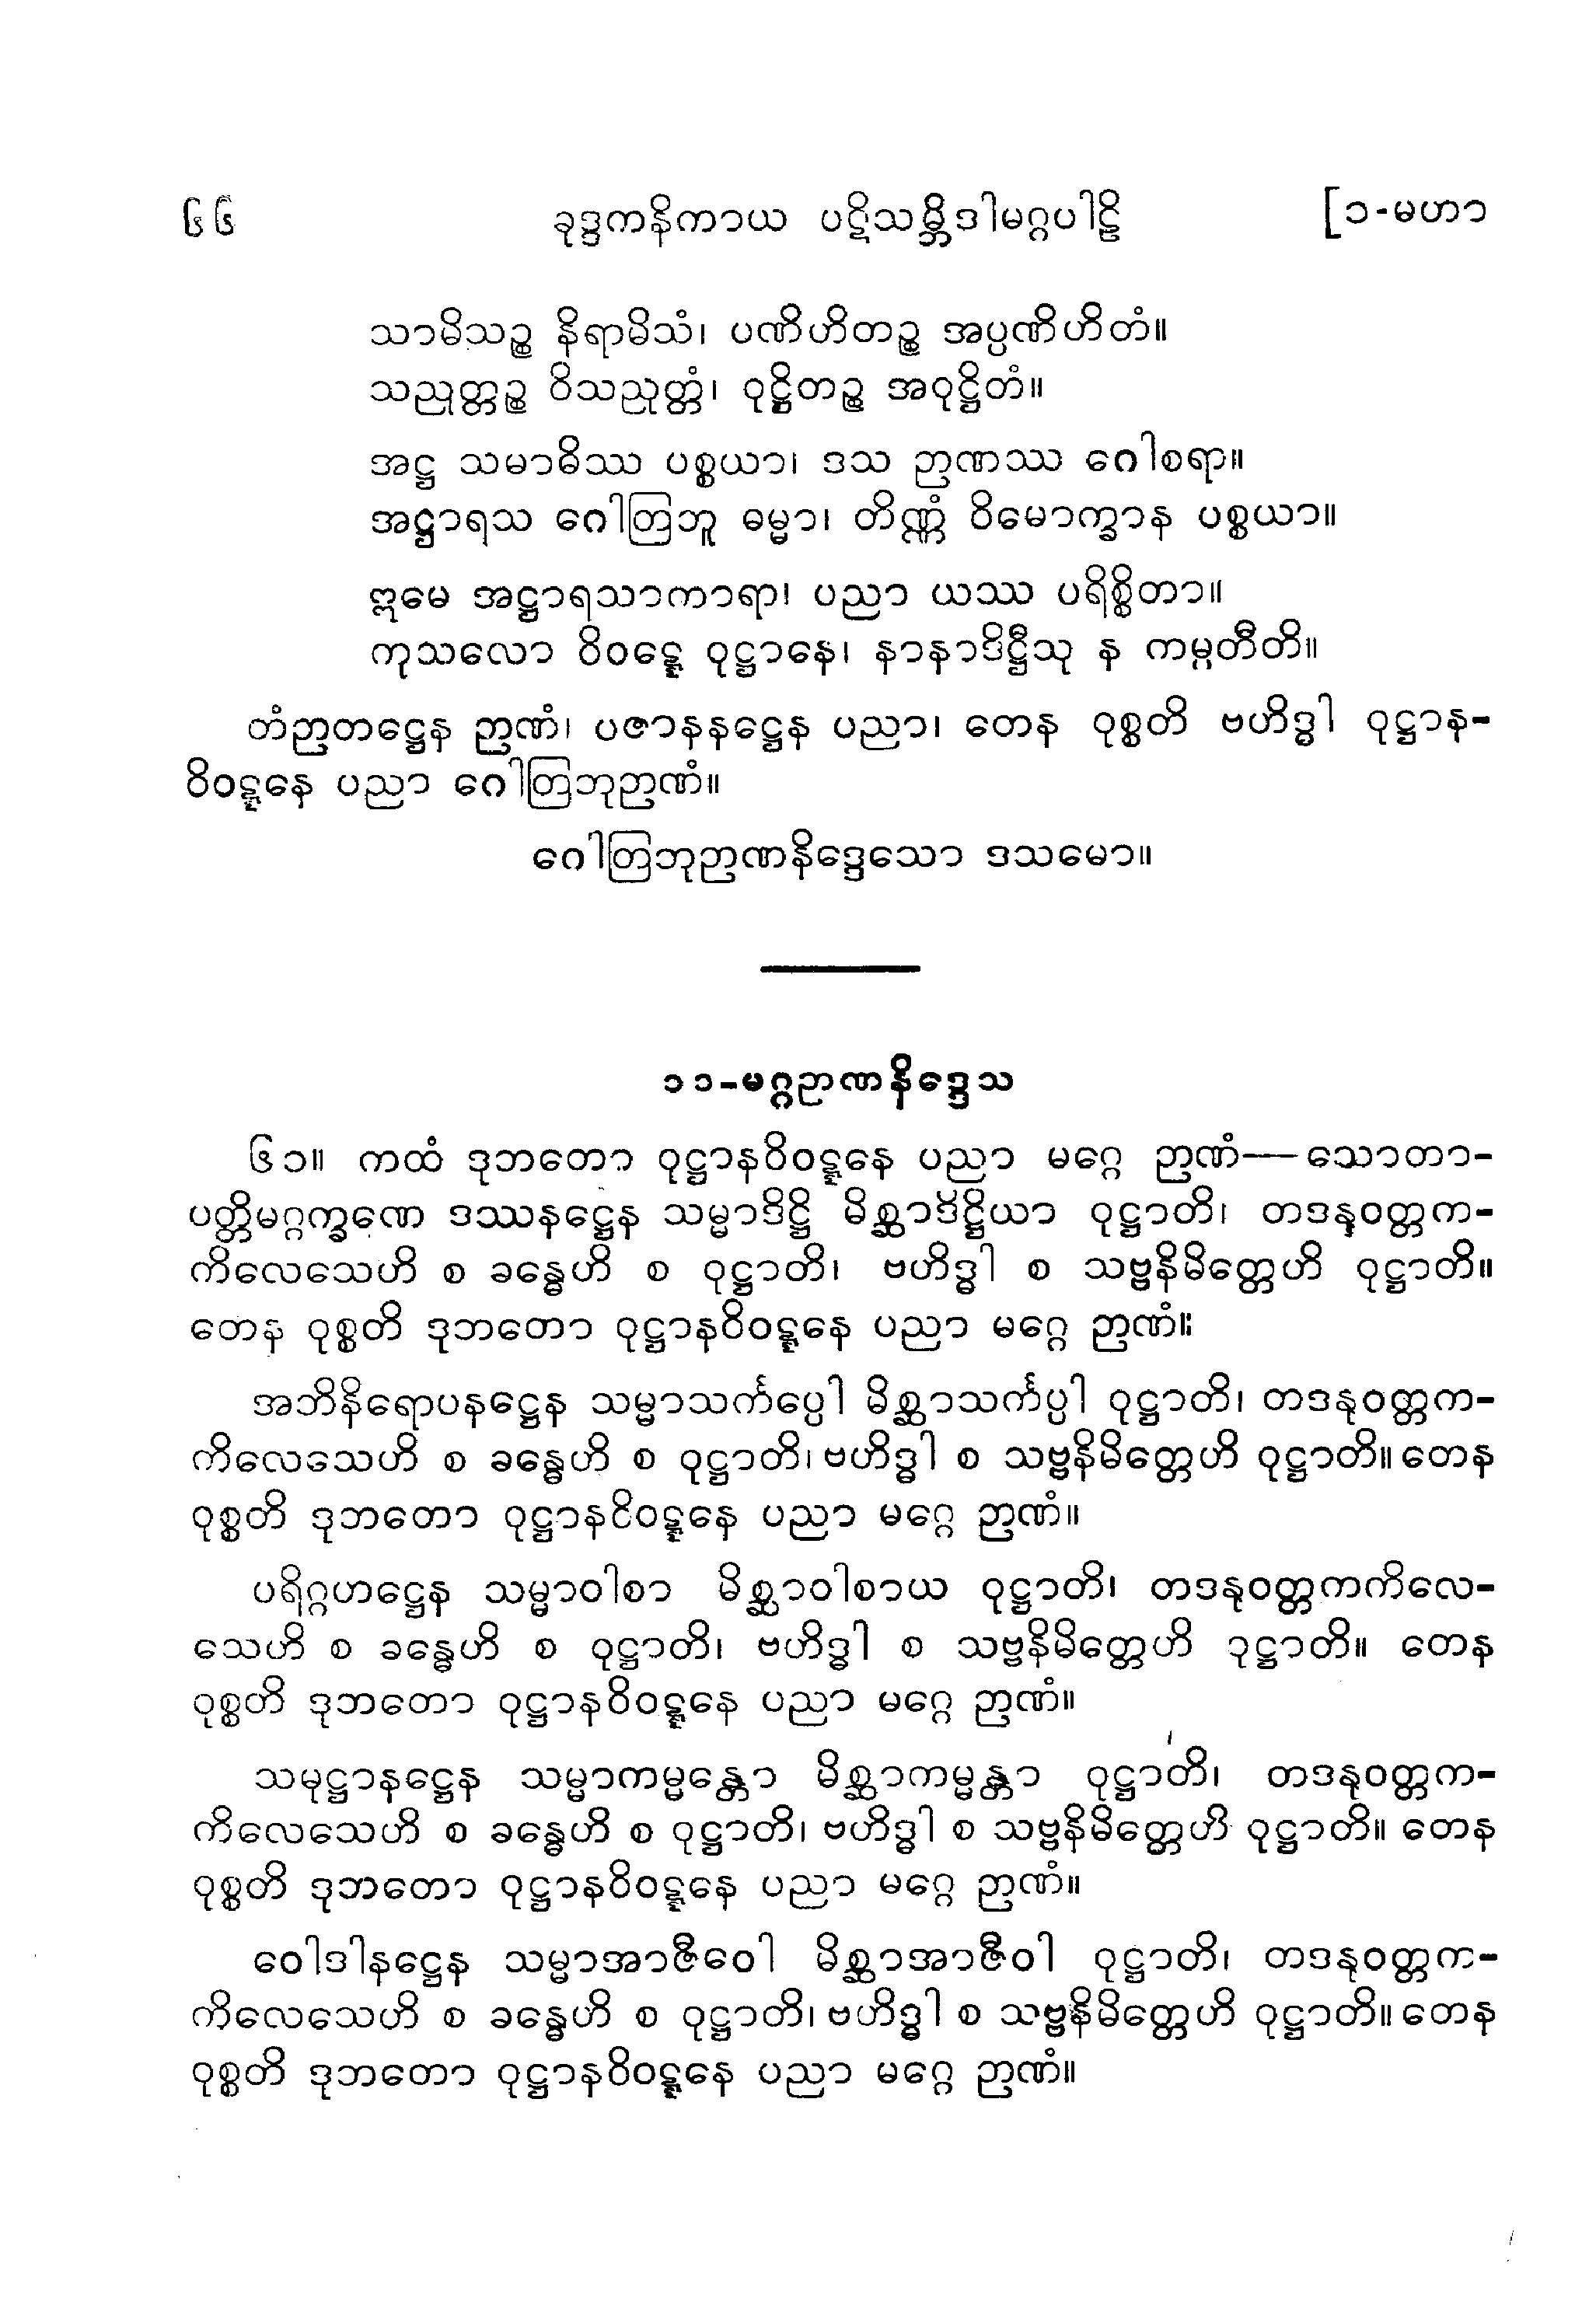 ၆၆ ခုဒ္ဒကနိကာယ ပဋိသမ္ဘိဒါမဂ္ဂပါဠိ [၁-မဟာ
သာမိသဉ္စ နိရာမိသံ၊ ပဏိဟိတဉ္စ အပ္ပဏိဟိတံ။
သညုတ္တဉ္စ ဝိသညုတ္တံ၊ ဝုဋ္ဌိတဉ္စ အဝုဋ္ဌိတံ။
အဋ္ဌ သမာဓိဿ ပစ္စယာ၊ ဒသ ဉာဏဿ ဂေါစရာ။
အဋ္ဌာရသ ဂေါတြဘူ ဓမ္မာ၊ တိဏ္ဏံ ဝိမောက္ခာန ပစ္စယာ။
ဣမေ အဋ္ဌာရသာကာရာ၊ ပညာ ယဿ ပရိစ္စိတာ။
ကုသလော ဝိဝဋ္ဋေ ဝုဋ္ဌာနေ၊ နာနာဒိဋ္ဌီသု န ကမ္ပတီတိ။
တံဉာတဋ္ဌေန ဉာဏံ၊ ပဇာနနဋ္ဌေန ပညာ၊ တေန ဝုစ္စတိ ဗဟိဒ္ဓါ ဝုဋ္ဌာန-
ဝိဝဋ္ဋနေ ပညာ ဂေါတြဘုဉာဏံ။
ဂေါတြဘုဉာဏနိဒ္ဒေသော ဒသမော။
၁၁-မဂ္ဂဉာဏနိဒ္ဒေသ
၆၁။ ကထံ ဒုဘတော ဝုဋ္ဌာနဝိဝဋ္ဋနေ ပညာ မဂ္ဂေ ဉာဏံ—သောတာ-
ပတ္တိမဂ္ဂက္ခဏေ ဒဿနဋ္ဌေန သမ္မာဒိဋ္ဌိ မိစ္ဆာဒိဋ္ဌိယာ ဝုဋ္ဌာတိ၊ တဒနုဝတ္တက-
ကိလေသေဟိ စ ခန္ဓေဟိ စ ဝုဋ္ဌာတိ၊ ဗဟိဒ္ဓါ စ သဗ္ဗနိမိတ္တေဟိ ဝုဋ္ဌာတိ။
တေန ဝုစ္စတိ ဒုဘတော ဝုဋ္ဌာနဝိဝဋ္ဋနေ ပညာ မဂ္ဂေ ဉာဏံ။
အဘိနိရောပနဋ္ဌေန သမ္မာသင်္ကပ္ပေါ မိစ္ဆာသင်္ကပ္ပါ ဝုဋ္ဌာတိ၊ တဒနုဝတ္တက-
ကိလေသေဟိ စ ခန္ဓေဟိ စ ဝုဋ္ဌာတိ၊ ဗဟိဒ္ဓါ စ သဗ္ဗနိမိတ္တေဟိ ဝုဋ္ဌာတိ။ တေန
ဝုစ္စတိ ဒုဘတော ဝုဋ္ဌာနဝိဝဋ္ဋနေ ပညာ မဂ္ဂေ ဉာဏံ။
ပရိဂ္ဂဟဋ္ဌေန သမ္မာဝါစာ မိစ္ဆာဝါစာယ ဝုဋ္ဌာတိ၊ တဒနုဝတ္တကကိလေ-
သေဟိ စ ခန္ဓေဟိ စ ဝုဋ္ဌာတိ၊ ဗဟိဒ္ဓါ စ သဗ္ဗနိမိတ္တေဟိ ဝုဋ္ဌာတိ။ တေန
ဝုစ္စတိ ဒုဘတော ဝုဋ္ဌာနဝိဝဋ္ဋနေ ပညာ မဂ္ဂေ ဉာဏံ။
သမုဋ္ဌာနဋ္ဌေန သမ္မာကမ္မန္တော မိစ္ဆာကမ္မန္တာ ဝုဋ္ဌာတိ၊ တဒနုဝတ္တက-
ကိလေသေဟိ စ ခန္ဓေဟိ စ ဝုဋ္ဌာတိ၊ ဗဟိဒ္ဓါ စ သဗ္ဗနိမိတ္တေဟိ ဝုဋ္ဌာတိ။ တေန
ဝုစ္စတိ ဒုဘတော ဝုဋ္ဌာနဝိဝဋ္ဋနေ ပညာ မဂ္ဂေ ဉာဏံ။
ဝေါဒါနဋ္ဌေန သမ္မာအာဇီဝေါ မိစ္ဆာအာဇီဝါ ဝုဋ္ဌာတိ၊ တဒနုဝတ္တက-
ကိလေသေဟိ စ ခန္ဓေဟိ စ ဝုဋ္ဌာတိ၊ ဗဟိဒ္ဓါ စ သဗ္ဗနိမိတ္တေဟိ ဝုဋ္ဌာတိ။ တေန
ဝုစ္စတိ ဒုဘတော ဝုဋ္ဌာနဝိဝဋ္ဋနေ ပညာ မဂ္ဂေ ဉာဏံ။